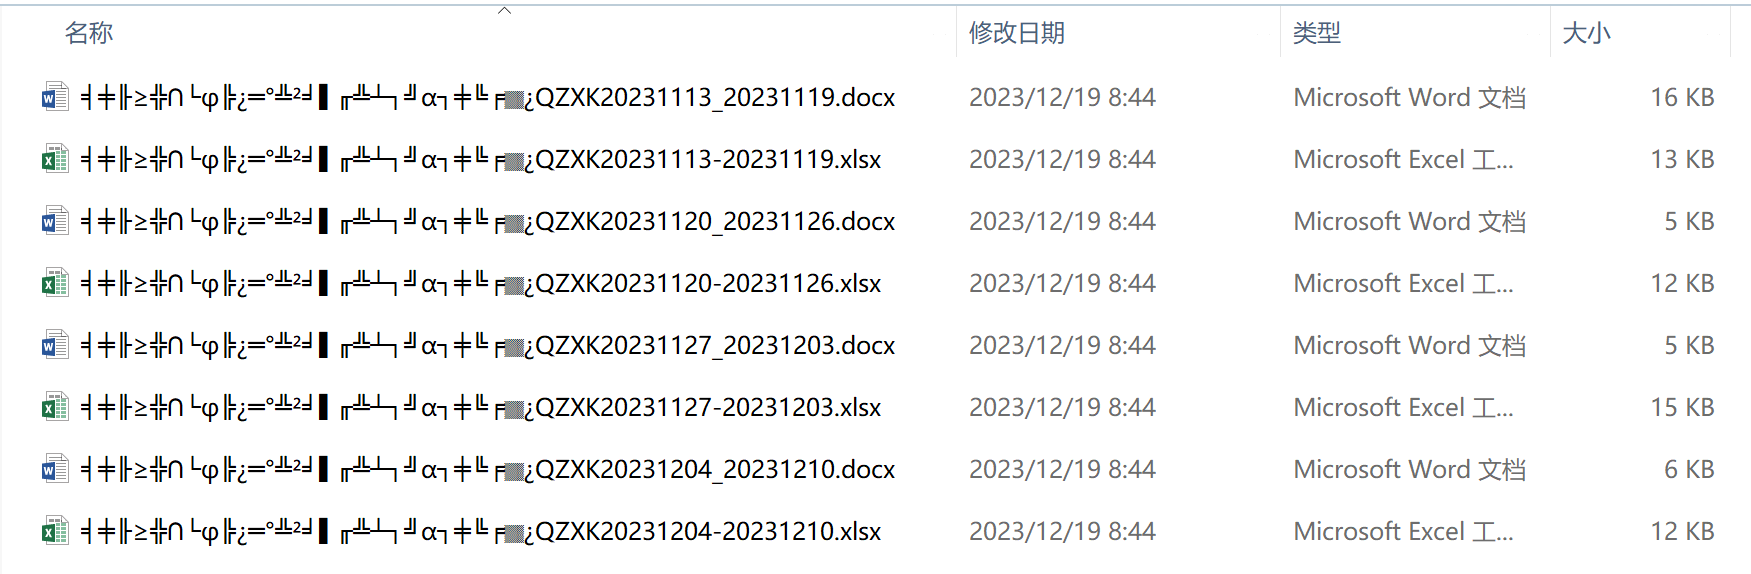 名称 修改日期 类型 大小
╡╪╟≥╬∩└φ╠¿═°╩²╛▌╓╩┴┐╝α┐╪╚╒▒¿QZXK20231113_20231119.docx 2023/12/19 8:44 Microsoft Word 文档 16 KB
╡╪╟≥╬∩└φ╠¿═°╩²╛▌╓╩┴┐╝α┐╪╚╒▒¿QZXK20231113-20231119.xlsx 2023/12/19 8:44 Microsoft Excel 工... 13 KB
╡╪╟≥╬∩└φ╠¿═°╩²╛▌╓╩┴┐╝α┐╪╚╒▒¿QZXK20231120_20231126.docx 2023/12/19 8:44 Microsoft Word 文档 5 KB
╡╪╟≥╬∩└φ╠¿═°╩²╛▌╓╩┴┐╝α┐╪╚╒▒¿QZXK20231120-20231126.xlsx 2023/12/19 8:44 Microsoft Excel 工... 12 KB
╡╪╟≥╬∩└φ╠¿═°╩²╛▌╓╩┴┐╝α┐╪╚╒▒¿QZXK20231127_20231203.docx 2023/12/19 8:44 Microsoft Word 文档 5 KB
╡╪╟≥╬∩└φ╠¿═°╩²╛▌╓╩┴┐╝α┐╪╚╒▒¿QZXK20231127-20231203.xlsx 2023/12/19 8:44 Microsoft Excel 工... 15 KB
╡╪╟≥╬∩└φ╠¿═°╩²╛▌╓╩┴┐╝α┐╪╚╒▒¿QZXK20231204_20231210.docx 2023/12/19 8:44 Microsoft Word 文档 6 KB
╡╪╟≥╬∩└φ╠¿═°╩²╛▌╓╩┴┐╝α┐╪╚╒▒¿QZXK20231204-20231210.xlsx 2023/12/19 8:44 Microsoft Excel 工... 12 KB